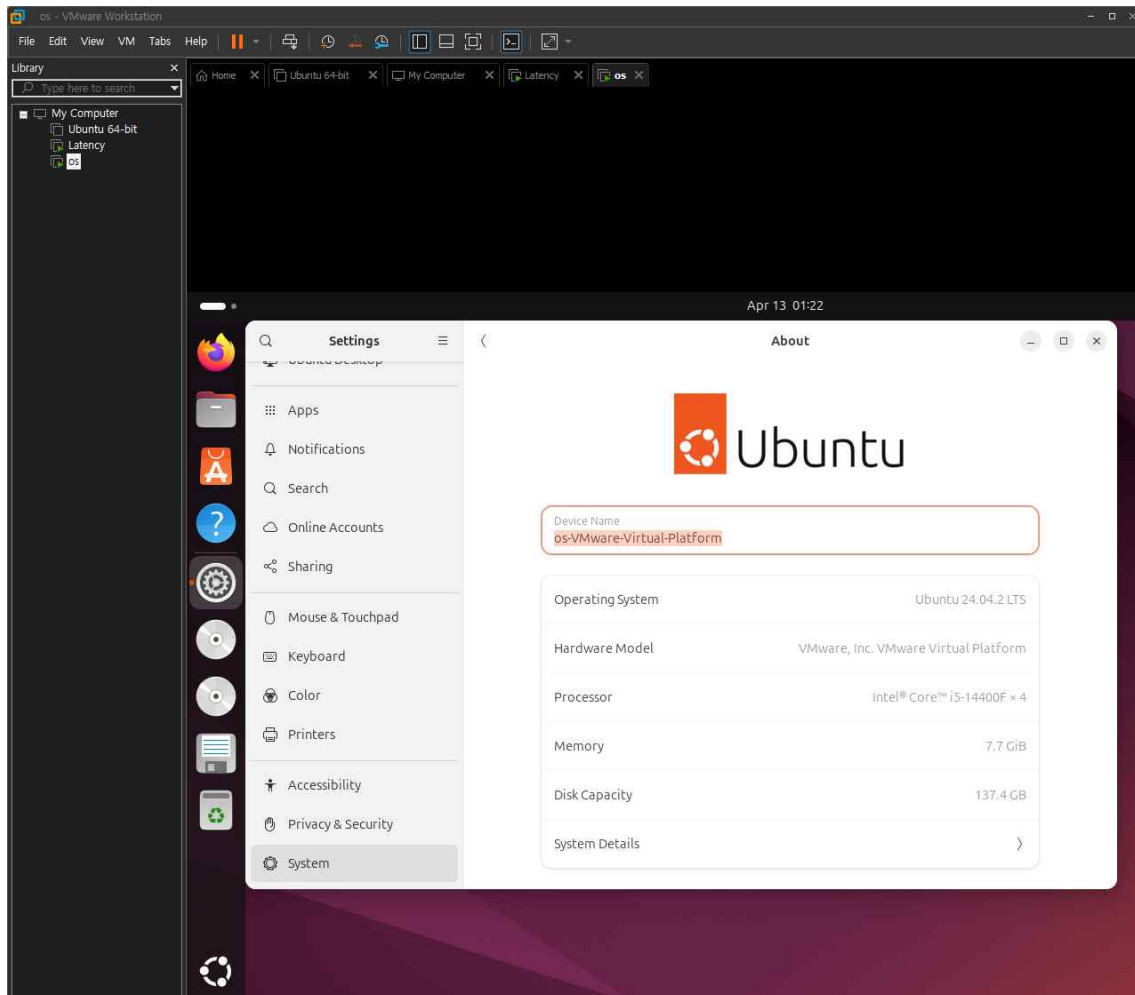 os - VMware Workstation
File Edit View VM Tabs Help
Library
Type here to search
My Computer
Ubuntu 64-bit
Latency
os
Home
Ubuntu 64-bit
My Computer
Latency
os
Apr 13 01:22
Settings
About
Ubuntu Desktop
Apps
Notifications
Search
Online Accounts
Sharing
Mouse & Touchpad
Keyboard
Color
Printers
Accessibility
Privacy & Security
System
Ubuntu
Device Name
os-VMware-Virtual-Platform
Operating System Ubuntu 24.04.2 LTS
Hardware Model VMware, Inc. VMware Virtual Platform
Processor Intel® Core™ i5-14400F × 4
Memory 7.7 GiB
Disk Capacity 137.4 GB
System Details